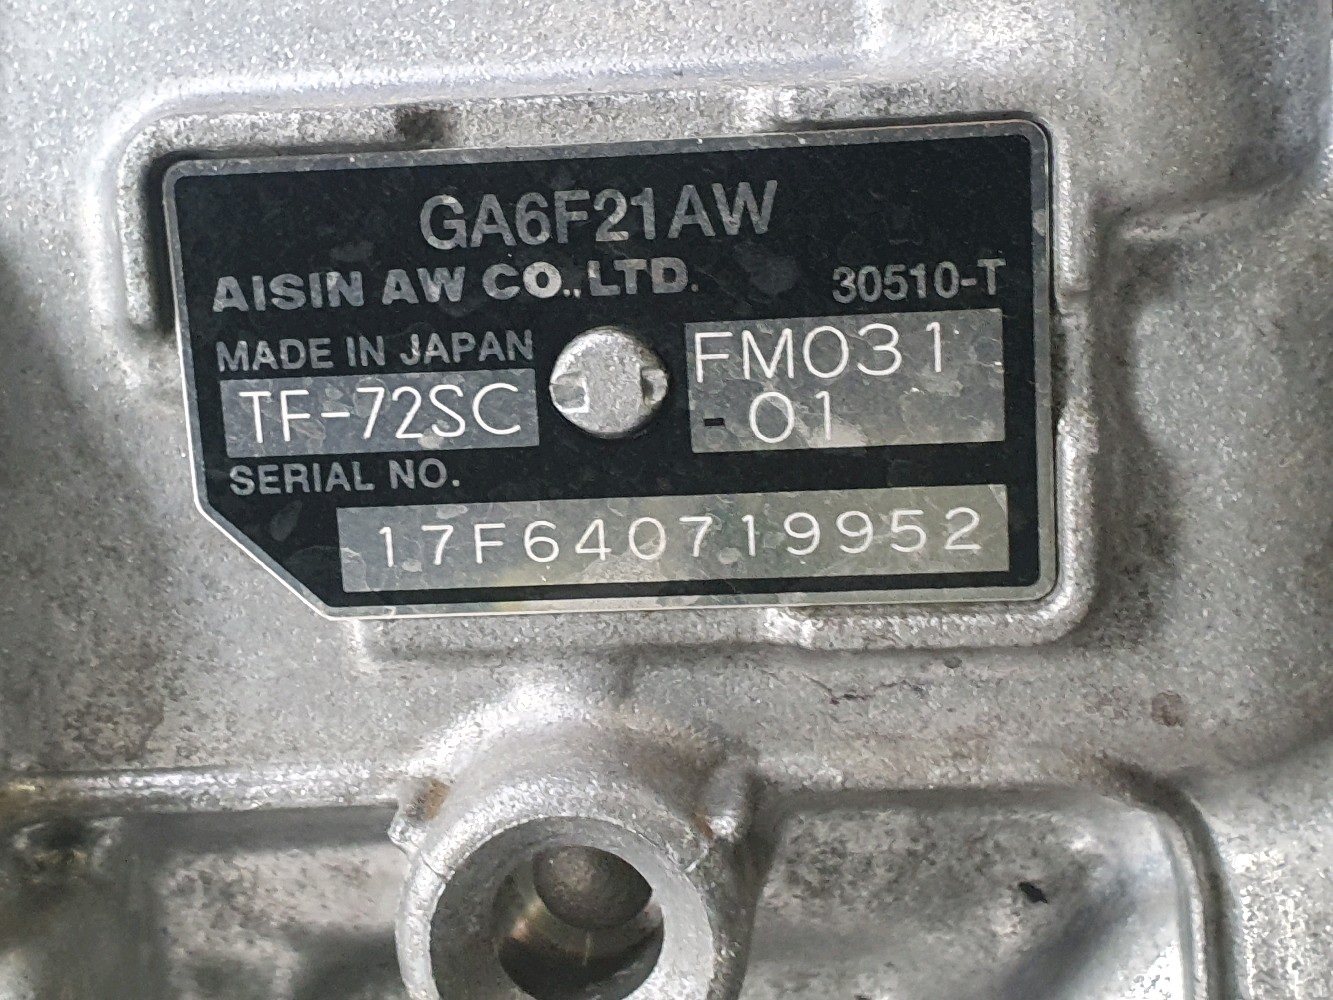 GA6F21AW
AISIN AW CO.,LTD.
30510-T
MADE IN JAPAN
FM031
TF-72SC
-01
SERIAL NO.
17F640719952